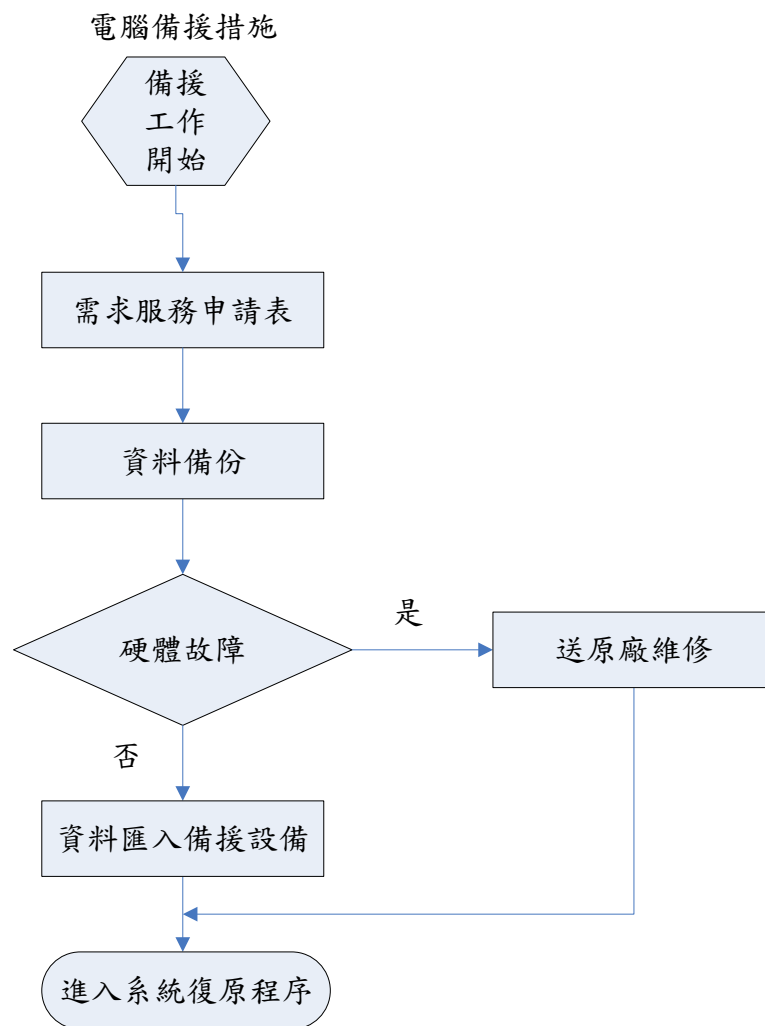 電腦備援措施
備援
工作
開始
需求服務申請表
資料備份
硬體故障
是
送原廠維修
否
資料匯入備援設備
進入系統復原程序